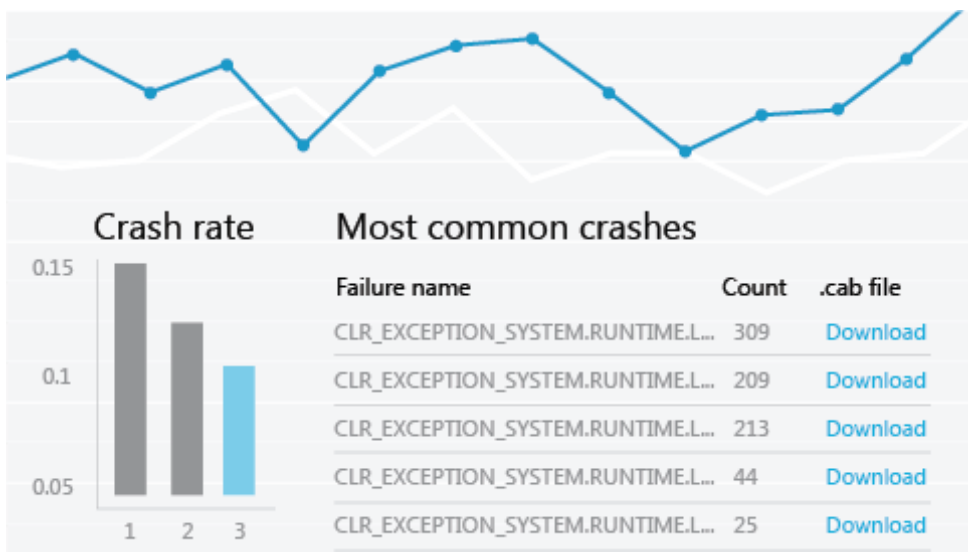 Crash rate
0.15
0.1
0.05
1 2 3
Most common crashes
Failure name Count .cab file
CLR_EXCEPTION_SYSTEM.RUNTIME.L... 309 Download
CLR_EXCEPTION_SYSTEM.RUNTIME.L... 209 Download
CLR_EXCEPTION_SYSTEM.RUNTIME.L... 213 Download
CLR_EXCEPTION_SYSTEM.RUNTIME.L... 44 Download
CLR_EXCEPTION_SYSTEM.RUNTIME.L... 25 Download